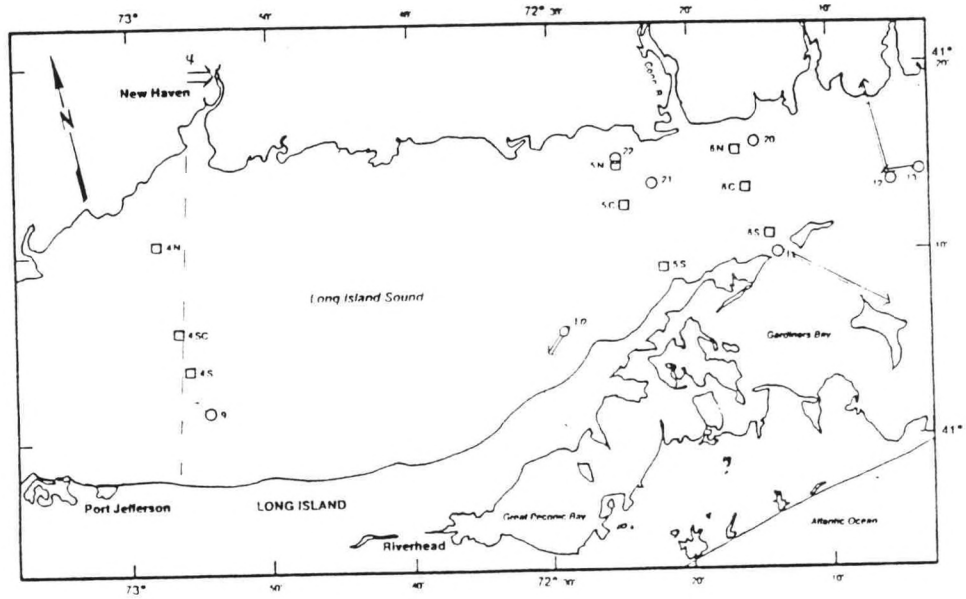 73° 50' 40' 72° 30' 20' 10'
41°
20'
4
New Haven
Conn. R.
22
5N
21
5C
6N
20
6C
12
13
4N
6S
11
10'
5S
Long Island Sound
10
Gardiners Bay
4SC
4S
9
41°
Port Jefferson
LONG ISLAND
Great Peconic Bay
Riverhead
Atlantic Ocean
73° 50' 40' 72° 30' 20' 10'